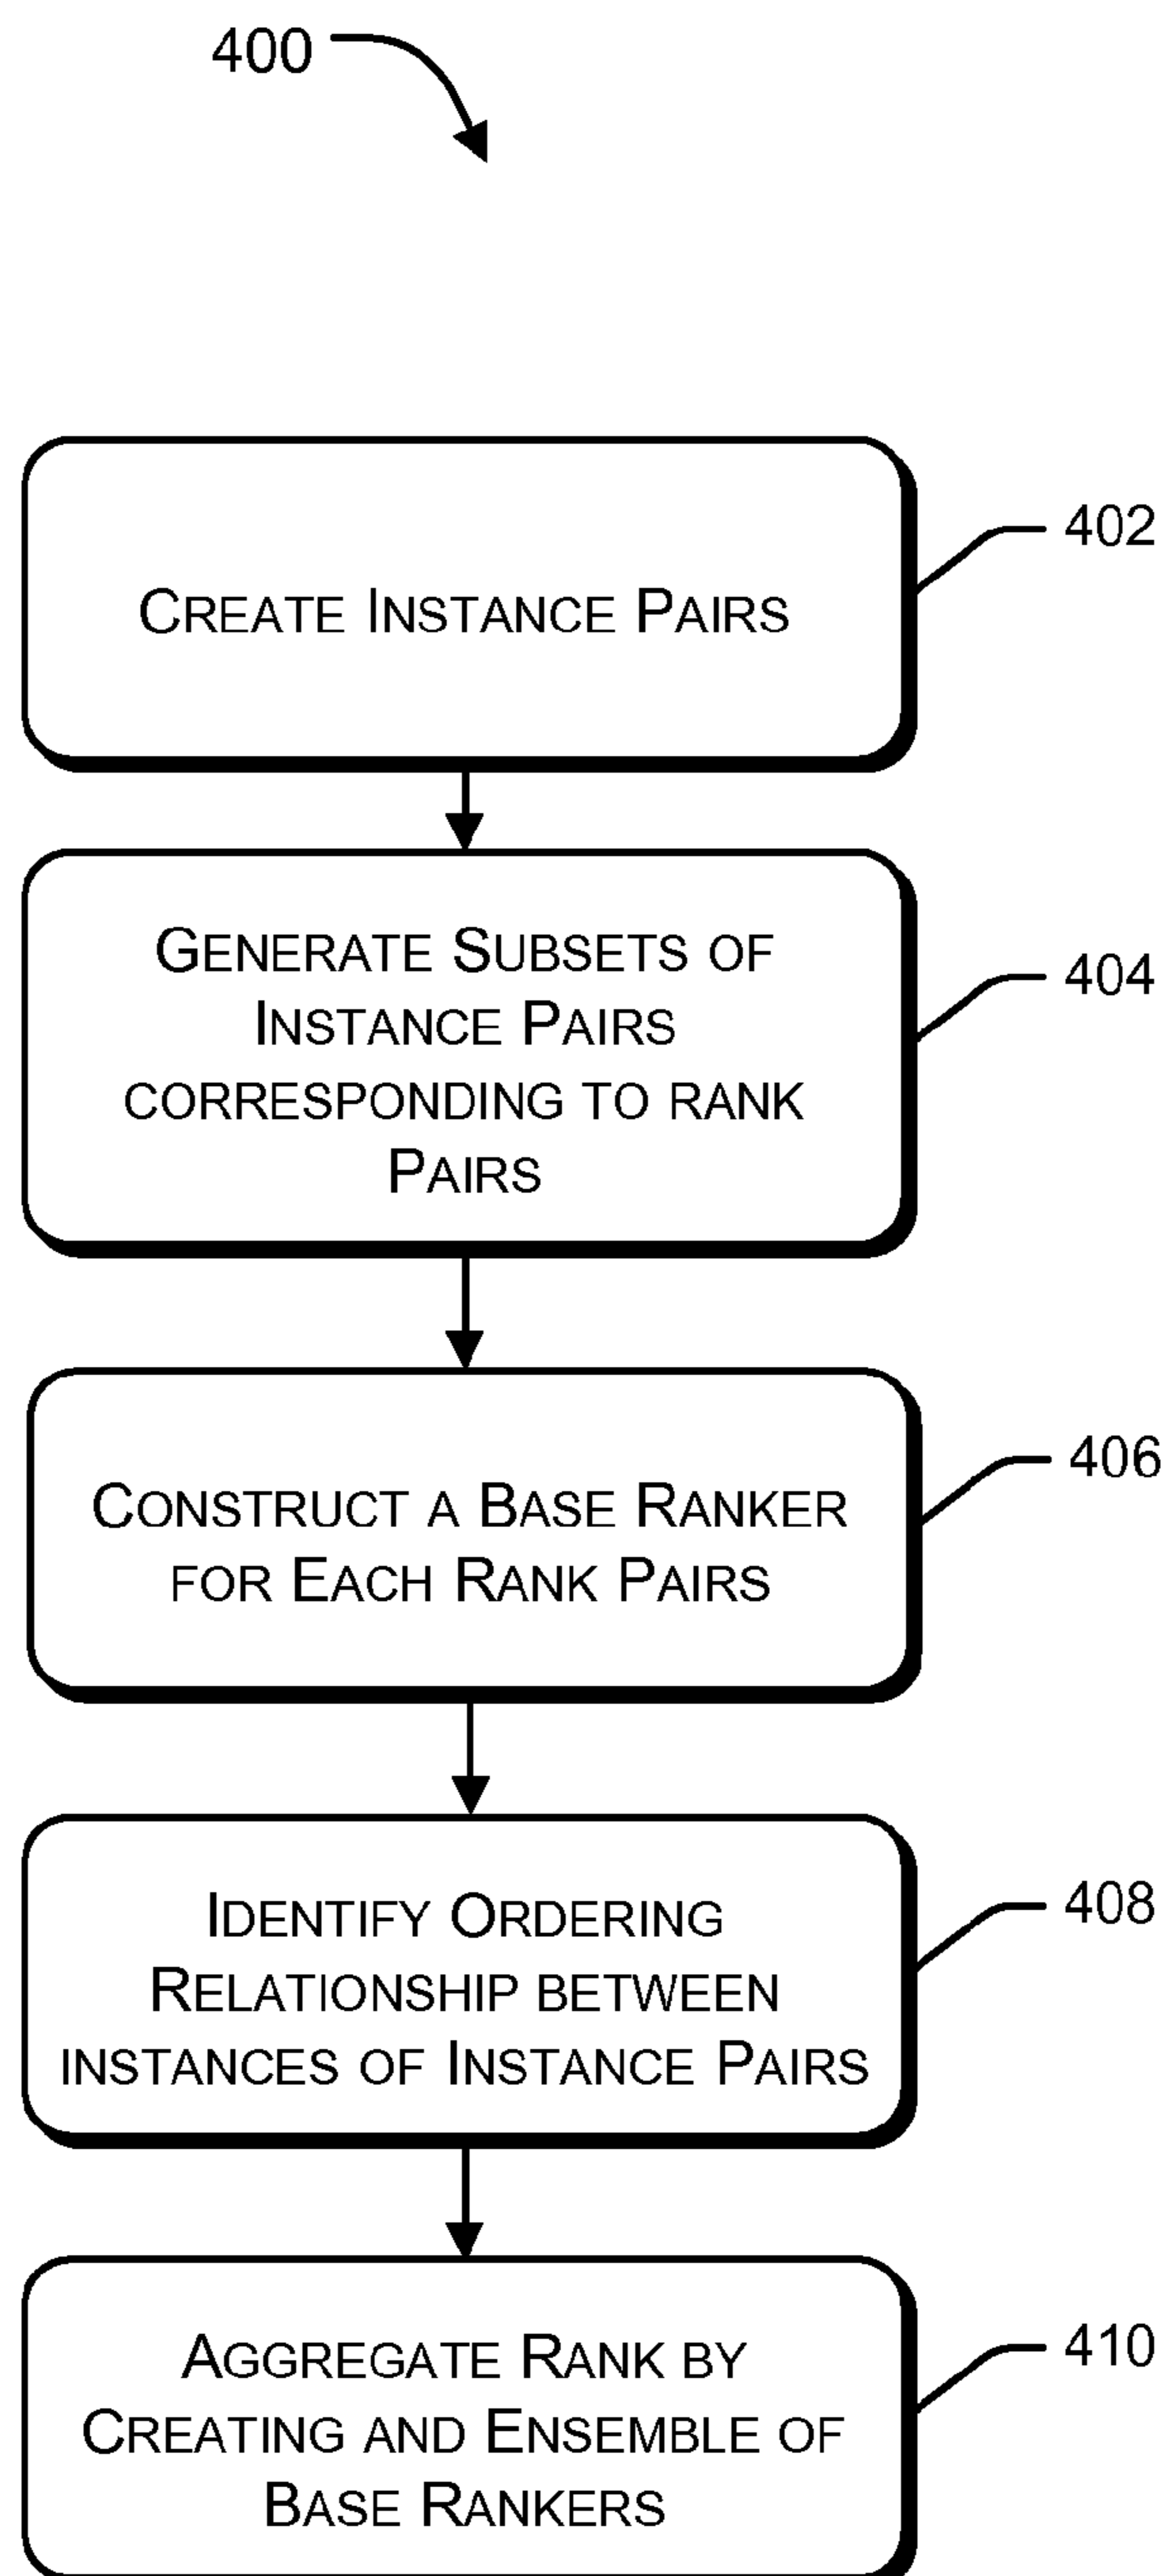 400
CREATE INSTANCE PAIRS
402
GENERATE SUBSETS OF
INSTANCE PAIRS
CORRESPONDING TO RANK
PAIRS
404
CONSTRUCT A BASE RANKER
FOR EACH RANK PAIRS
406
IDENTIFY ORDERING
RELATIONSHIP BETWEEN
INSTANCES OF INSTANCE PAIRS
408
AGGREGATE RANK BY
CREATING AND ENSEMBLE OF
BASE RANKERS
410